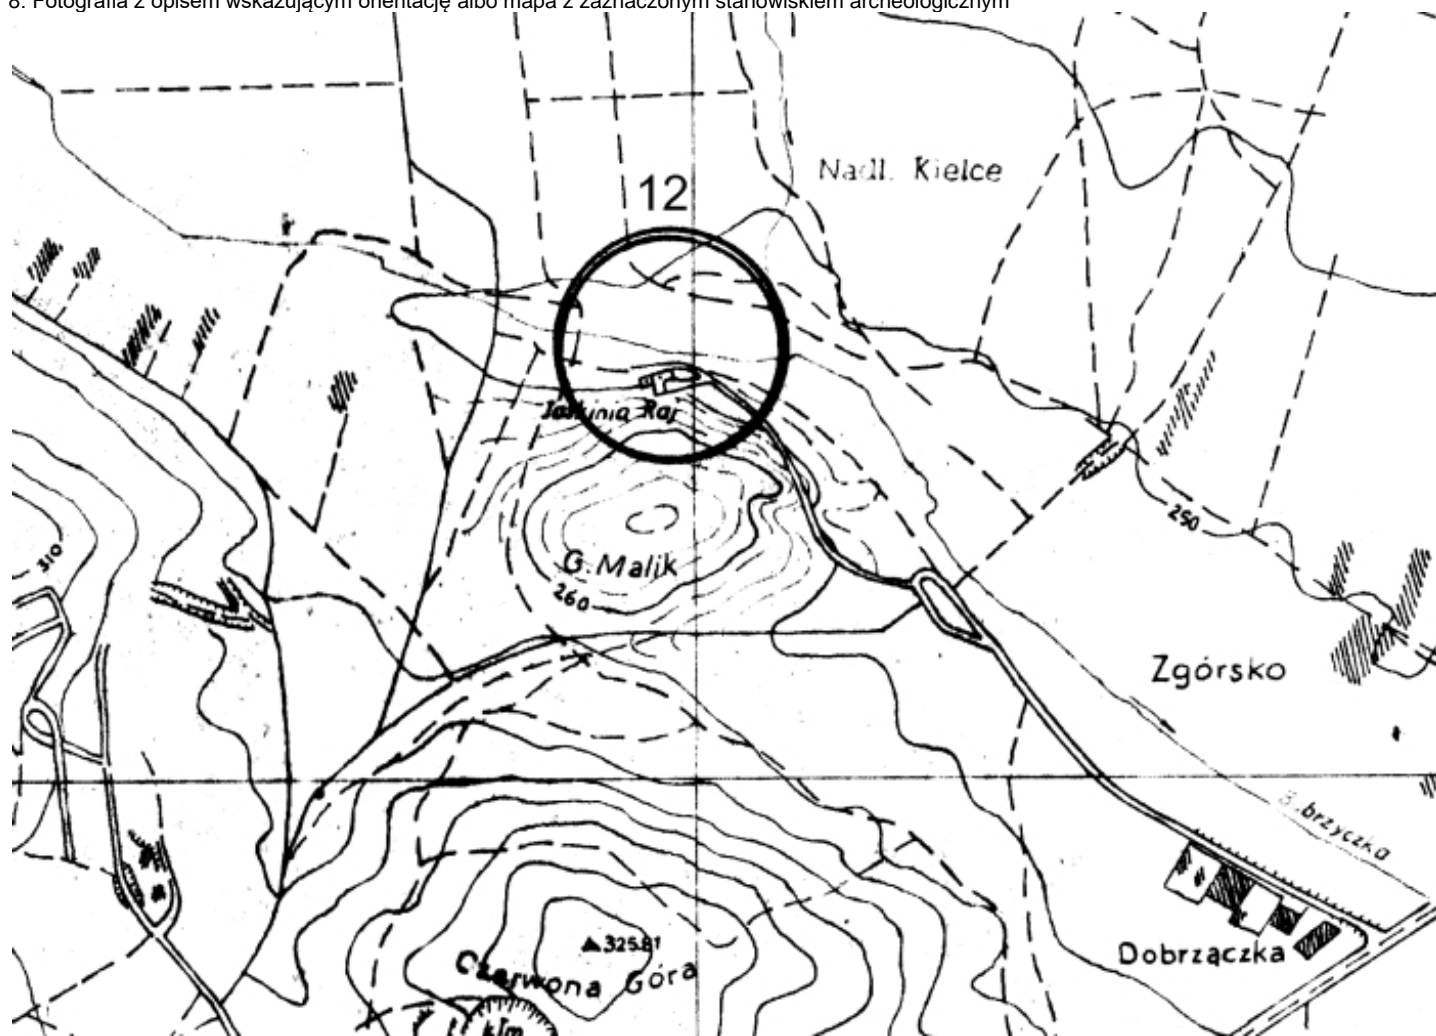 8. Fotografia z opisem wskazującym orientację albo mapa z zaznaczonym stanowiskiem archeologicznym
Nadl. Kielce
12
Jaskinia Raj
250
310
G. Malik
260
Zgórsko
Dobrzączka
325.81
Czerwona Góra